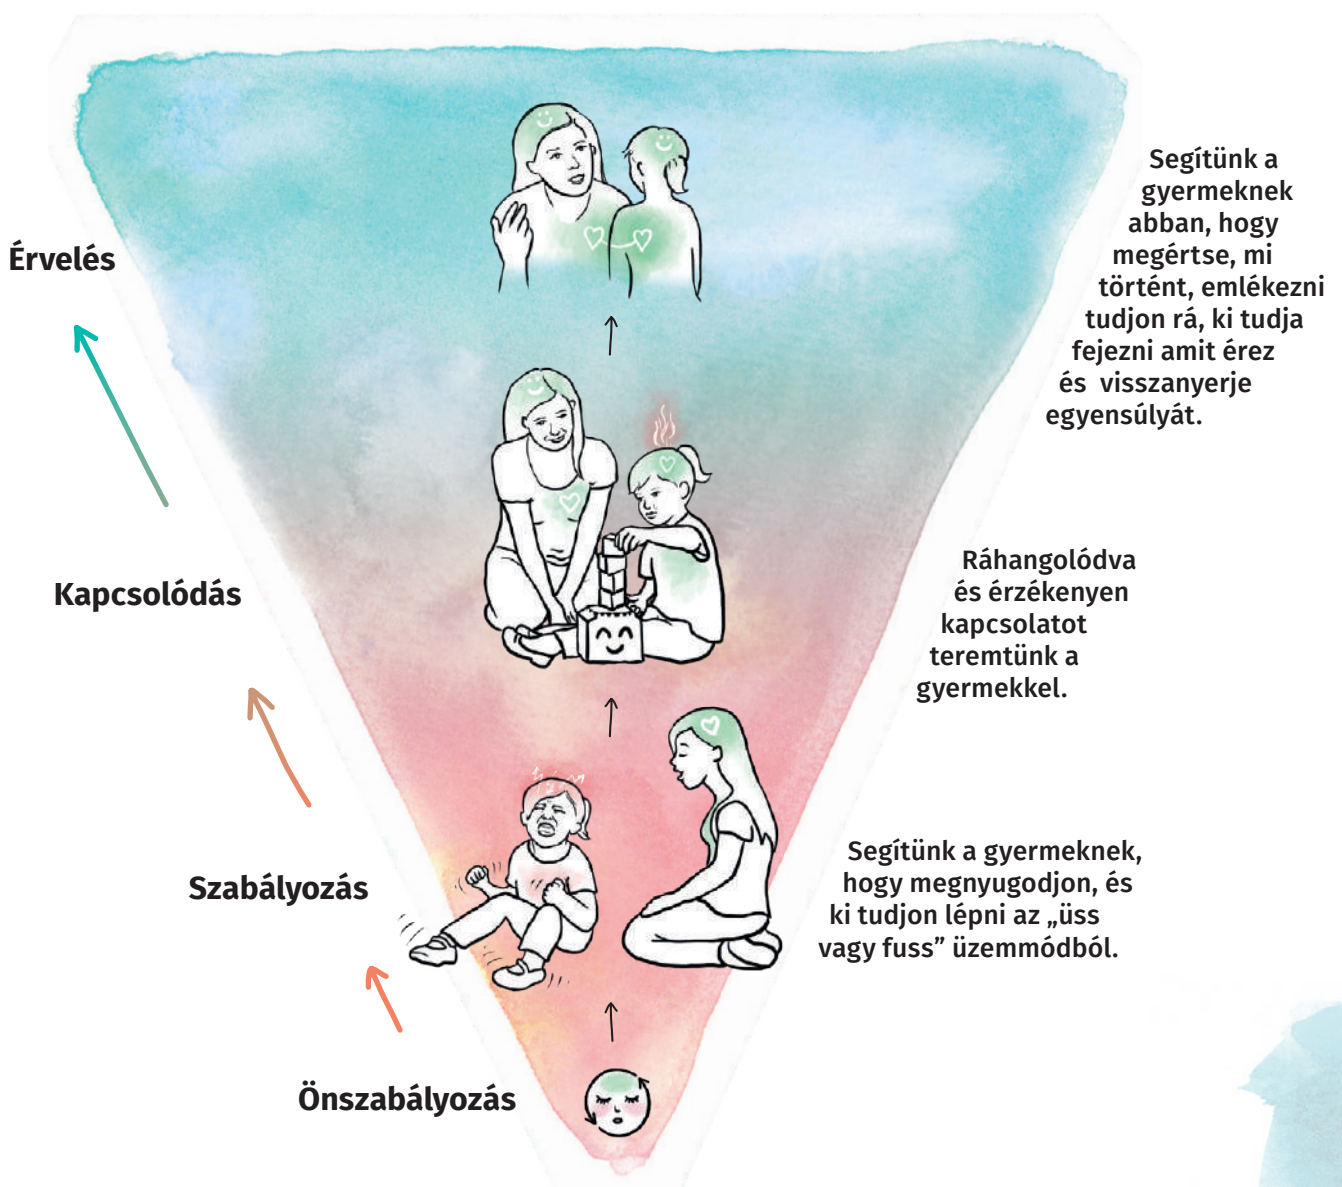 Érvelés
Segítünk a
gyermeknek
abban, hogy
megértse, mi
történt, emlékezni
tudjon rá, ki tudja
fejezni amit érez
és visszanyerje
egyensúlyát.
Kapcsolódás
Ráhangolódva
és érzékenyen
kapcsolatot
teremtünk a
gyermekkel.
Szabályozás
Segítünk a gyermeknek,
hogy megnyugodjon, és
ki tudjon lépni az „üss
vagy fuss” üzemmódból.
Önszabályozás